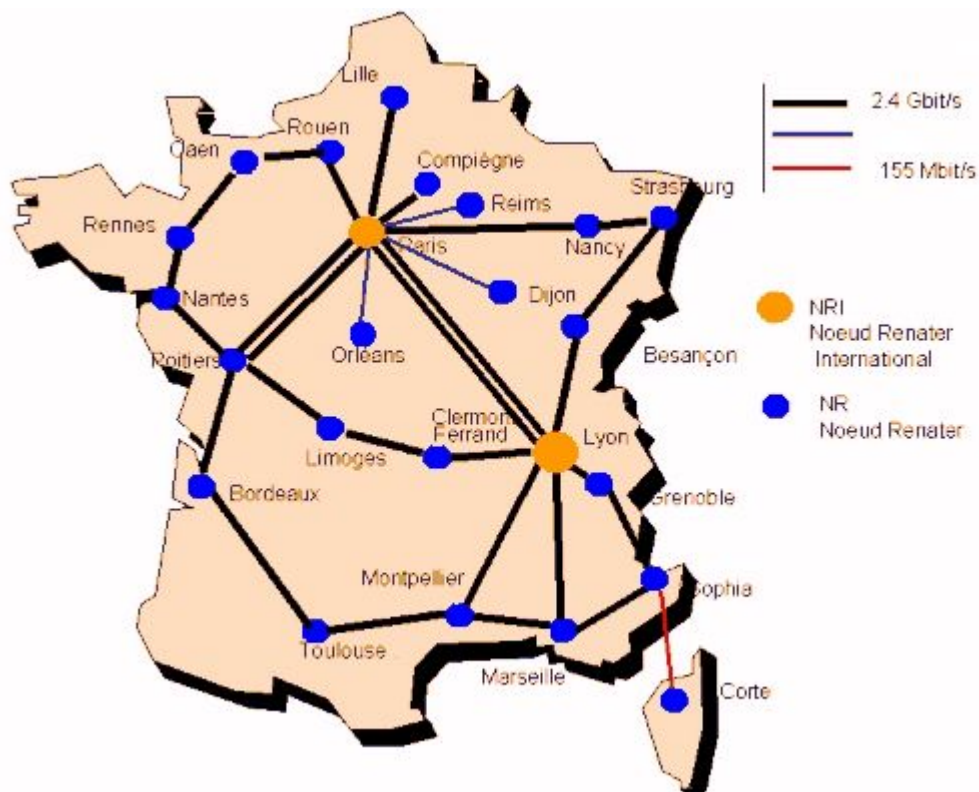 Lille
Rouen
Caen
Compiègne
Reims
Paris
Nancy
Strasbourg
Rennes
Nantes
Dijon
Orléans
Poitiers
Besançon
Clermont
Ferrand
Lyon
Limoges
Bordeaux
Grenoble
Montpellier
Sophia
Toulouse
Marseille
Corte
2.4 Gbit/s
155 Mbit/s
NRI
Noeud Renater
International
NR
Noeud Renater